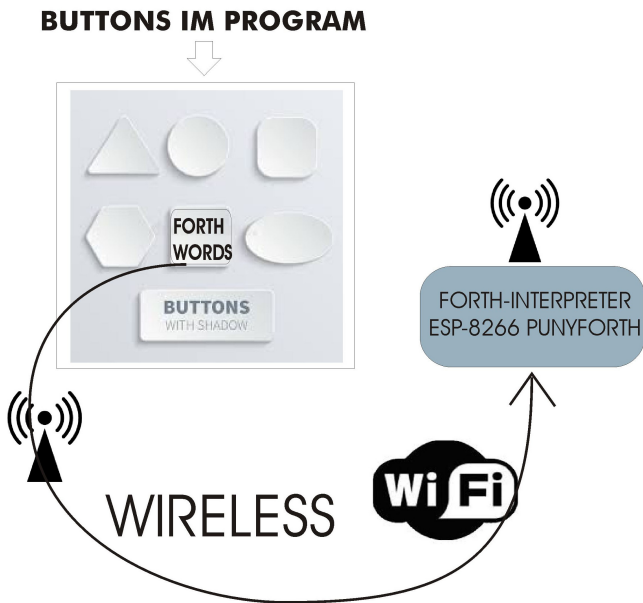 BUTTONS IM PROGRAM
FORTH
WORDS
BUTTONS
WITH SHADOW
FORTH-INTERPRETER
ESP-8266 PUNYFORTH
WIRELESS
Wi Fi